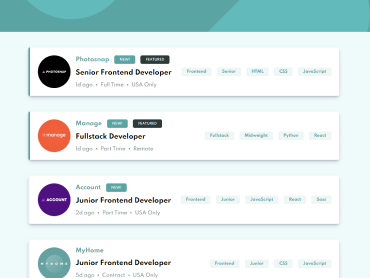 Photosnap NEW! FEATURED
PHOTOSNAP
Senior Frontend Developer
Frontend Senior HTML CSS JavaScript
1d ago • Full Time • USA Only
Manage NEW! FEATURED
manage
Fullstack Developer
Fullstack Midweight Python React
1d ago • Part Time • Remote
Account NEW!
ACCOUNT
Junior Frontend Developer
Frontend Junior JavaScript React Sass
2d ago • Part Time • USA Only
MyHome
MYHOME
Junior Frontend Developer
Frontend Junior CSS JavaScript
5d ago • Contract • USA Only